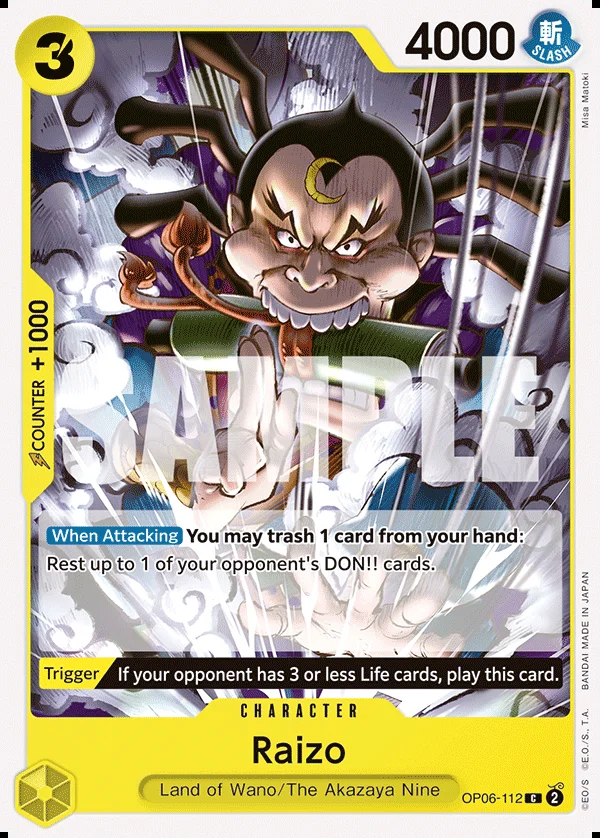 3
4000
斬
SLASH
Misa Matoki
COUNTER +1000
SAMPLE
When Attacking You may trash 1 card from your hand:
Rest up to 1 of your opponent's DON!! cards.
Trigger If your opponent has 3 or less Life cards, play this card.
CHARACTER
Raizo
Land of Wano/The Akazaya Nine
OP06-112 C 2
©EO/S ©E.O./S., T.A. BANDAI MADE IN JAPAN